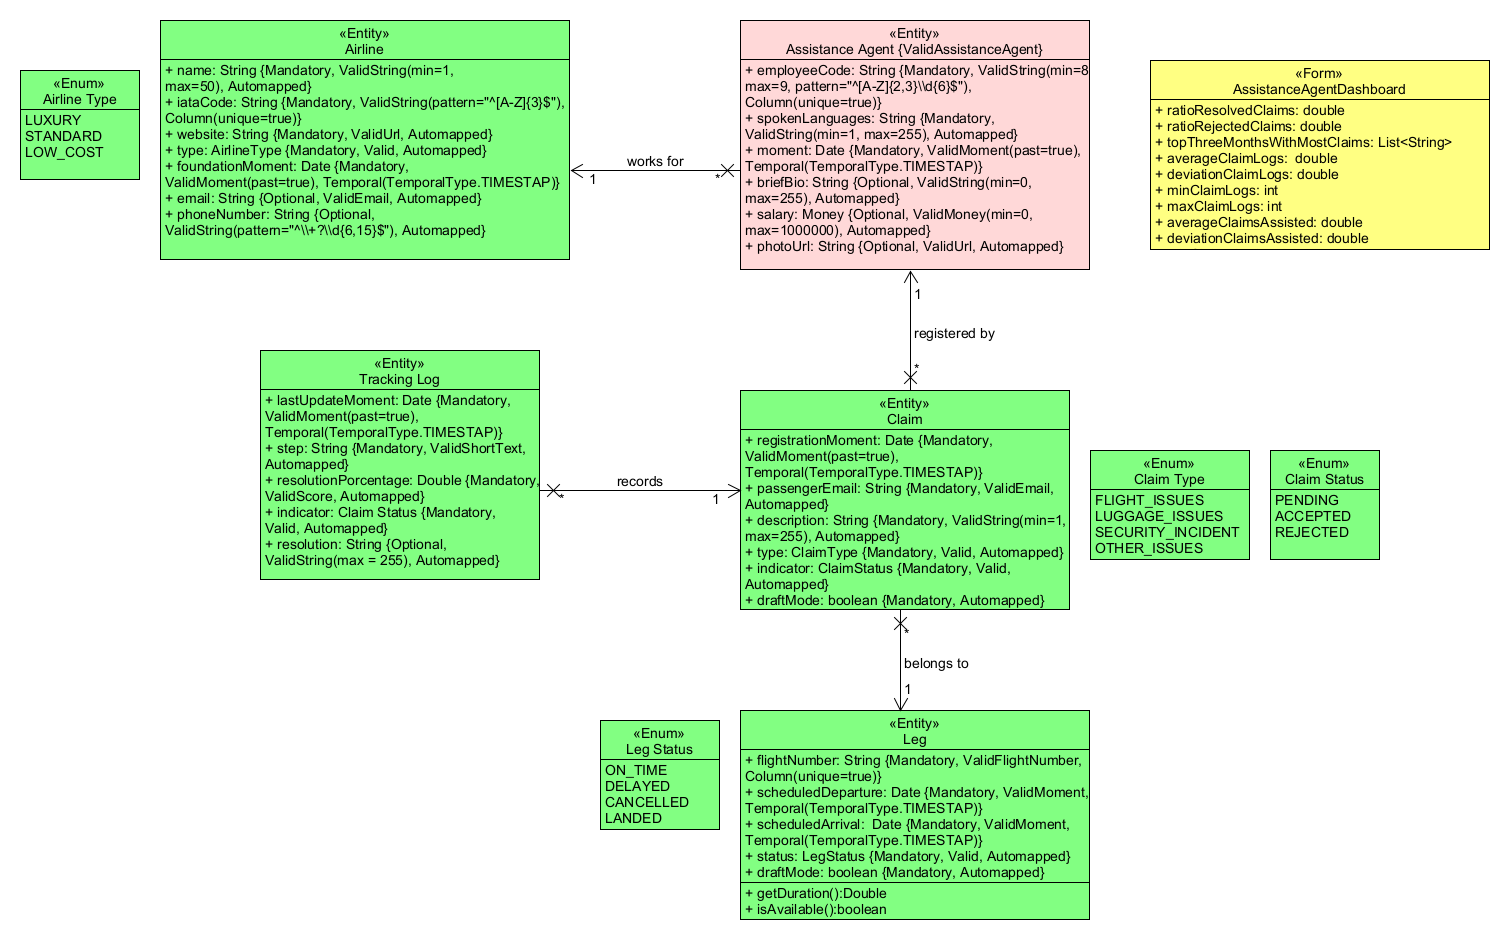 «Enum»
Airline Type
LUXURY
STANDARD
LOW_COST
«Entity»
Airline
+ name: String {Mandatory, ValidString(min=1,
max=50), Automapped}
+ iataCode: String {Mandatory, ValidString(pattern="^[A-Z]{3}$"),
Column(unique=true)}
+ website: String {Mandatory, ValidUrl, Automapped}
+ type: AirlineType {Mandatory, Valid, Automapped}
+ foundationMoment: Date {Mandatory,
ValidMoment(past=true), Temporal(TemporalType.TIMESTAP)}
+ email: String {Optional, ValidEmail, Automapped}
+ phoneNumber: String {Optional,
ValidString(pattern="^\\+?\\d{6,15}$"), Automapped}
works for
1
*
«Entity»
Assistance Agent {ValidAssistanceAgent}
+ employeeCode: String {Mandatory, ValidString(min=8
max=9, pattern="^[A-Z]{2,3}\\d{6}$"),
Column(unique=true)}
+ spokenLanguages: String {Mandatory,
ValidString(min=1, max=255), Automapped}
+ moment: Date {Mandatory, ValidMoment(past=true),
Temporal(TemporalType.TIMESTAP)}
+ briefBio: String {Optional, ValidString(min=0,
max=255), Automapped}
+ salary: Money {Optional, ValidMoney(min=0,
max=1000000), Automapped}
+ photoUrl: String {Optional, ValidUrl, Automapped}
«Form»
AssistanceAgentDashboard
+ ratioResolvedClaims: double
+ ratioRejectedClaims: double
+ topThreeMonthsWithMostClaims: List<String>
+ averageClaimLogs:  double
+ deviationClaimLogs: double
+ minClaimLogs: int
+ maxClaimLogs: int
+ averageClaimsAssisted: double
+ deviationClaimsAssisted: double
1
registered by
*
«Entity»
Tracking Log
+ lastUpdateMoment: Date {Mandatory,
ValidMoment(past=true),
Temporal(TemporalType.TIMESTAP)}
+ step: String {Mandatory, ValidShortText,
Automapped}
+ resolutionPorcentage: Double {Mandatory,
ValidScore, Automapped}
+ indicator: Claim Status {Mandatory,
Valid, Automapped}
+ resolution: String {Optional,
ValidString(max = 255), Automapped}
records
*
1
«Entity»
Claim
+ registrationMoment: Date {Mandatory,
ValidMoment(past=true),
Temporal(TemporalType.TIMESTAP)}
+ passengerEmail: String {Mandatory, ValidEmail,
Automapped}
+ description: String {Mandatory, ValidString(min=1,
max=255), Automapped}
+ type: ClaimType {Mandatory, Valid, Automapped}
+ indicator: ClaimStatus {Mandatory, Valid,
Automapped}
+ draftMode: boolean {Mandatory, Automapped}
«Enum»
Claim Type
FLIGHT_ISSUES
LUGGAGE_ISSUES
SECURITY_INCIDENT
OTHER_ISSUES
«Enum»
Claim Status
PENDING
ACCEPTED
REJECTED
*
belongs to
1
«Enum»
Leg Status
ON_TIME
DELAYED
CANCELLED
LANDED
«Entity»
Leg
+ flightNumber: String {Mandatory, ValidFlightNumber,
Column(unique=true)}
+ scheduledDeparture: Date {Mandatory, ValidMoment,
Temporal(TemporalType.TIMESTAP)}
+ scheduledArrival:  Date {Mandatory, ValidMoment,
Temporal(TemporalType.TIMESTAP)}
+ status: LegStatus {Mandatory, Valid, Automapped}
+ draftMode: boolean {Mandatory, Automapped}
+ getDuration():Double
+ isAvailable():boolean